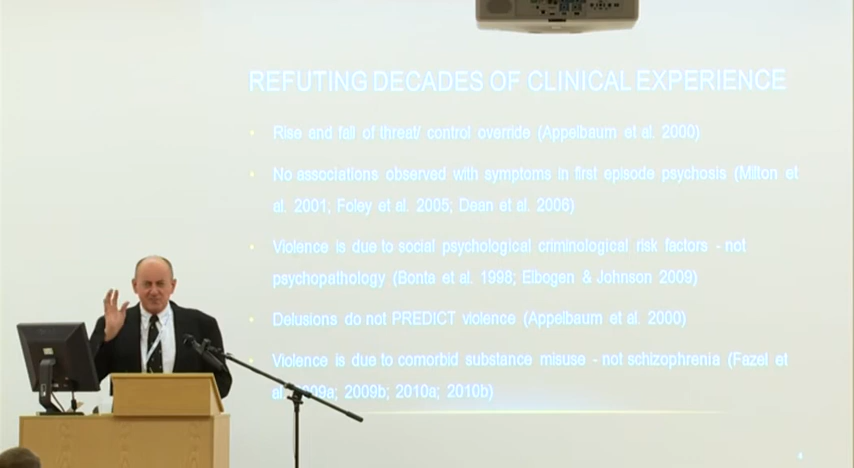 REFUTING DECADES OF CLINICAL EXPERIENCE
• Rise and fall of threat/ control override (Appelbaum et al. 2000)
• No associations observed with symptoms in first episode psychosis (Milton et
al. 2001; Foley et al. 2005; Dean et al. 2006)
• Violence is due to social psychological criminological risk factors - not
psychopathology (Bonta et al. 1998; Elbogen & Johnson 2009)
• Delusions do not PREDICT violence (Appelbaum et al. 2000)
• Violence is due to comorbid substance misuse - not schizophrenia (Fazel et
2009b; 2010a; 2010b)
4